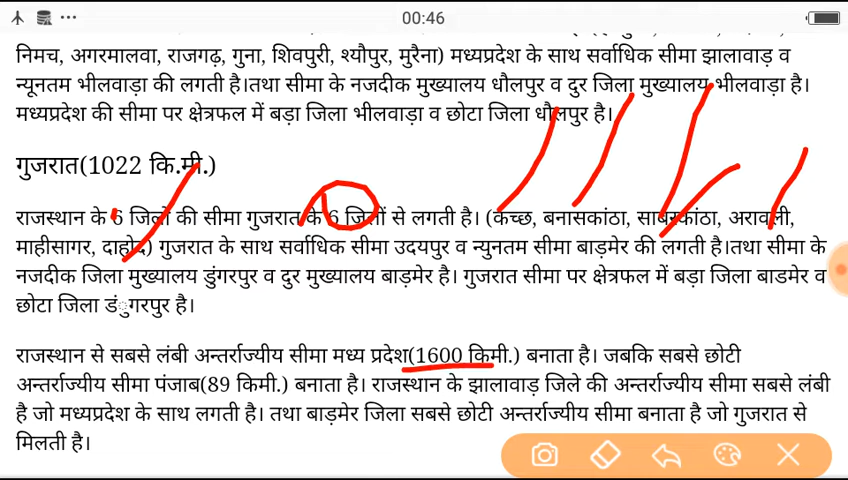 00:46
निमच, अगरमालवा, राजगढ़, गुना, शिवपुरी, श्यौपुर, मुरैना) मध्यप्रदेश के साथ सर्वाधिक सीमा झालावाड़ व
न्यूनतम भीलवाड़ा की लगती है।तथा सीमा के नजदीक मुख्यालय धौलपुर व दुर जिला मुख्यालय भीलवाड़ा है।
मध्यप्रदेश की सीमा पर क्षेत्रफल में बड़ा जिला भीलवाड़ा व छोटा जिला धौलपुर है।
गुजरात(1022 कि.मी.)
राजस्थान के 6 जिलों की सीमा गुजरात के 6 जिलों से लगती है। (कच्छ, बनासकांठा, साबरकांठा, अरावली,
माहीसागर, दाहोद) गुजरात के साथ सर्वाधिक सीमा उदयपुर व न्युनतम सीमा बाड़मेर की लगती है।तथा सीमा के
नजदीक जिला मुख्यालय डुंगरपुर व दुर मुख्यालय बाड़मेर है। गुजरात सीमा पर क्षेत्रफल में बड़ा जिला बाडमेर व
छोटा जिला डंुगरपुर है।
राजस्थान से सबसे लंबी अन्तर्राज्यीय सीमा मध्य प्रदेश(1600 किमी.) बनाता है। जबकि सबसे छोटी
अन्तर्राज्यीय सीमा पंजाब(89 किमी.) बनाता है। राजस्थान के झालावाड़ जिले की अन्तर्राज्यीय सीमा सबसे लंबी
है जो मध्यप्रदेश के साथ लगती है। तथा बाड़मेर जिला सबसे छोटी अन्तर्राज्यीय सीमा बनाता है जो गुजरात से
मिलती है।